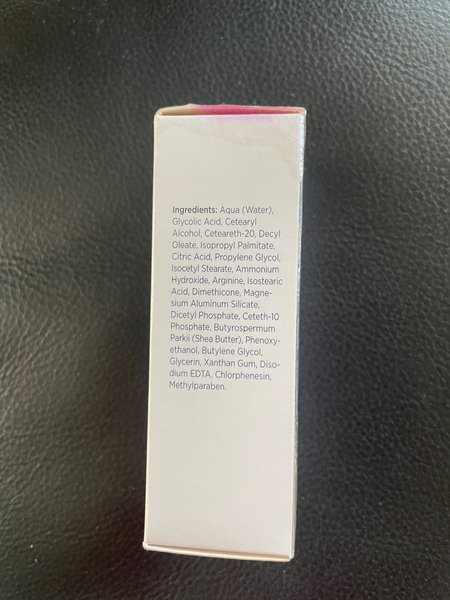 Ingredients: Aqua (Water),
Glycolic Acid, Cetearyl
Alcohol, Ceteareth-20, Decyl
Oleate, Isopropyl Palmitate,
Citric Acid, Propylene Glycol,
Isocetyl Stearate, Ammonium
Hydroxide, Arginine, Isostearic
Acid, Dimethicone, Magne-
sium Aluminum Silicate,
Dicetyl Phosphate, Ceteth-10
Phosphate, Butyrospermum
Parkii (Shea Butter), Phenoxy-
ethanol, Butylene Glycol,
Glycerin, Xanthan Gum, Diso-
dium EDTA, Chlorphenesin,
Methylparaben.